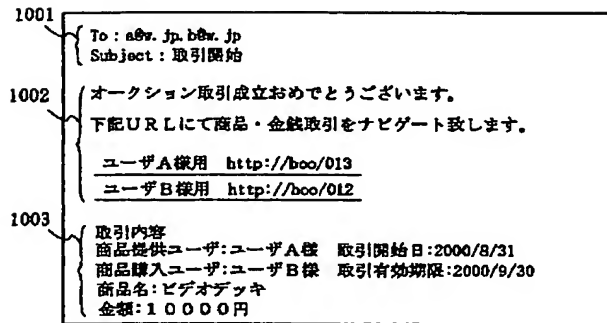 1001
To：a@w.jp.b@w.jp
Subject：取引開始
1002
オークション取引成立おめでとうございます。
下記URLにて商品・金銭取引をナビゲート致します。
ユーザA様用　http://boo/013
ユーザB様用　http://boo/012
1003
取引内容
商品提供ユーザ：ユーザA様　取引開始日：2000/8/31
商品購入ユーザ：ユーザB様　取引有効期限：2000/9/30
商品名：ビデオデッキ
金額：10000円